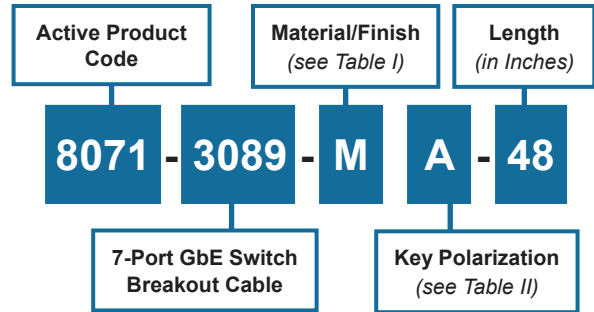 Active Product
Code
Material/Finish
(see Table I)
Length
(in Inches)
8071 - 3089 - M A - 48
7-Port GbE Switch
Breakout Cable
Key Polarization
(see Table II)